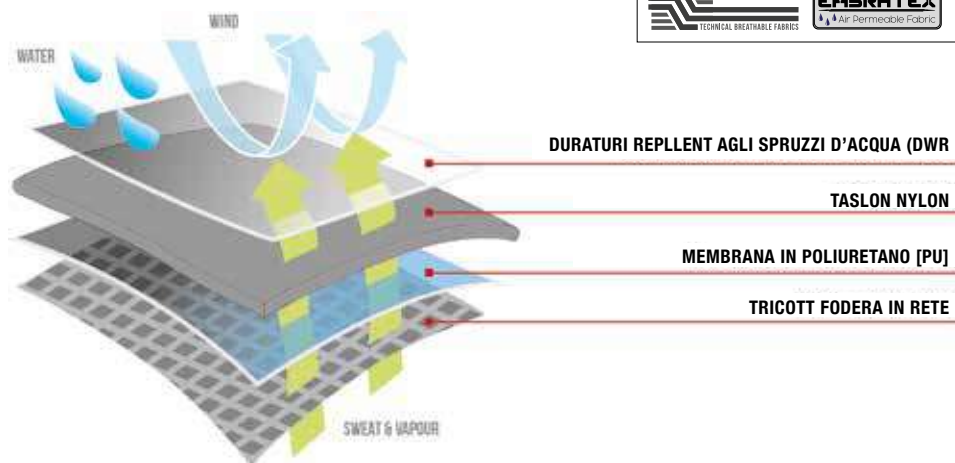 WIND
WATER
TECHNICAL BREATHABLE FABRICS
Air Permeable Fabric
DURATURI REPLLENT AGLI SPRUZZI D'ACQUA (DWR
TASLON NYLON
MEMBRANA IN POLIURETANO [PU]
TRICOTT FODERA IN RETE
SWEAT & VAPOUR